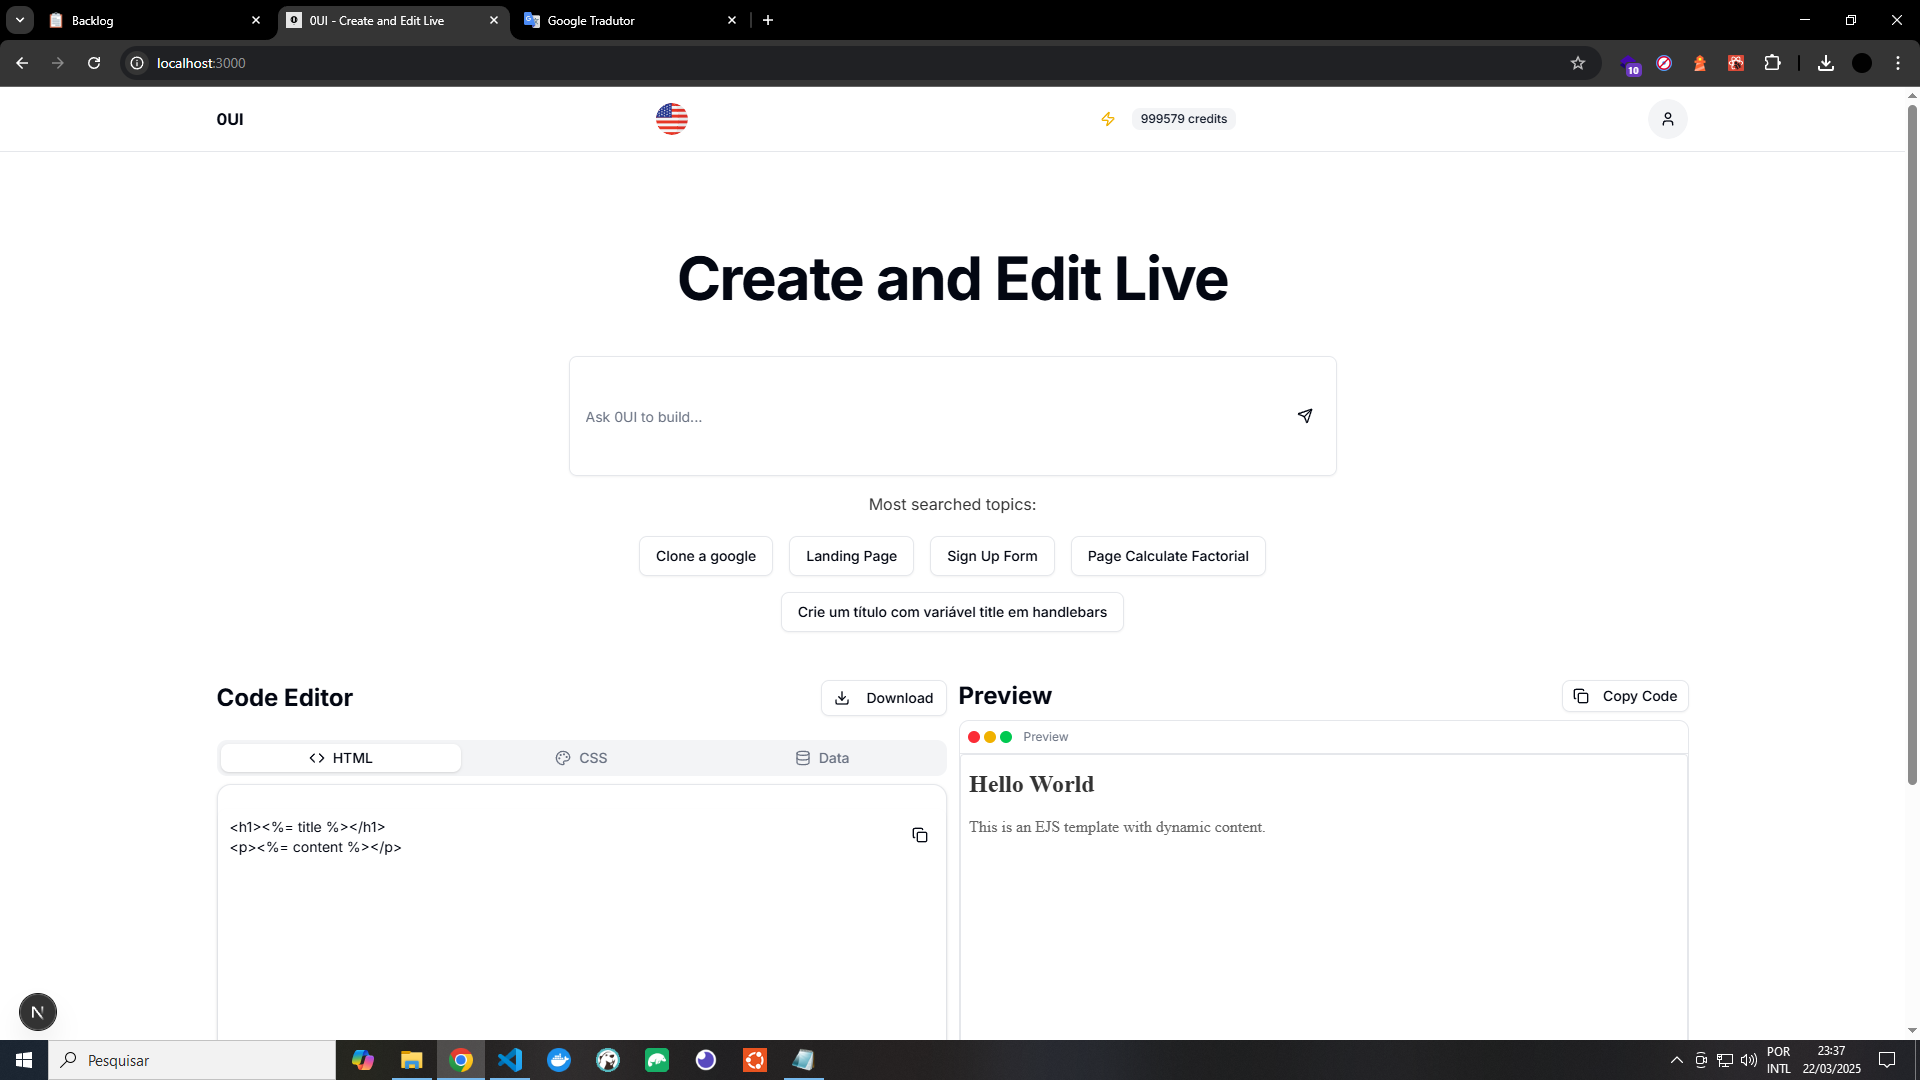 Backlog
0UI - Create and Edit Live
Google Tradutor
localhost:3000
10
0UI
999579 credits
Create and Edit Live
Ask 0UI to build...
Most searched topics:
Clone a google
Landing Page
Sign Up Form
Page Calculate Factorial
Crie um título com variável title em handlebars
Code Editor
Download
Preview
Copy Code
HTML
CSS
Data
Preview
<h1><%= title %></h1>
<p><%= content %></p>
Hello World
This is an EJS template with dynamic content.
N
Pesquisar
POR
INTL
23:37
22/03/2025